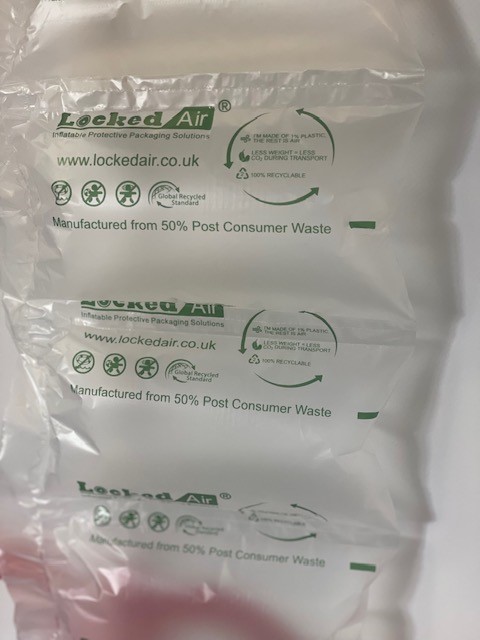 Locked Air®
Inflatable Protective Packaging Solutions
www.lockedair.co.uk
I'M MADE OF 1% PLASTIC,
THE REST IS AIR
LESS WEIGHT = LESS
CO₂ DURING TRANSPORT
100% RECYCLABLE
Global Recycled
Standard
Manufactured from 50% Post Consumer Waste
Locked Air
Inflatable Protective Packaging Solutions
www.lockedair.co.uk
I'M MADE OF 1% PLASTIC,
THE REST IS AIR
LESS WEIGHT = LESS
CO₂ DURING TRANSPORT
100% RECYCLABLE
Global Recycled
Standard
Manufactured from 50% Post Consumer Waste
Locked Air®
Manufactured from 50% Post Consumer Waste